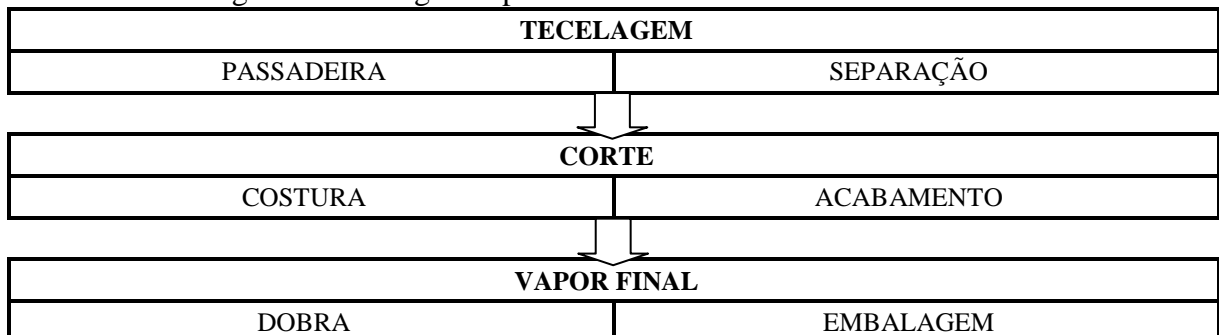 TECELAGEM
PASSADEIRA SEPARAÇÃO
CORTE
COSTURA ACABAMENTO
VAPOR FINAL
DOBRA EMBALAGEM